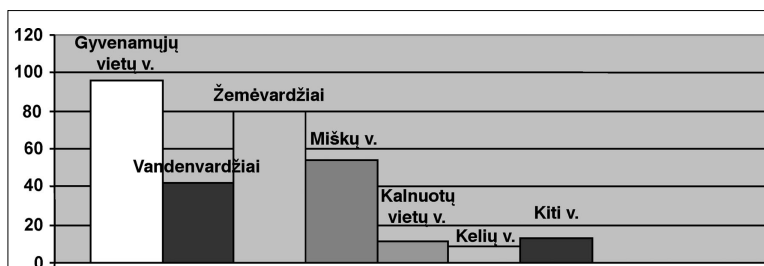 120
100
80
60
40
20
0
Gyvenamųjų
vietų v.
Vandenvardžiai
Žemėvardžiai
Miškų v.
Kalnuotų
vietų v.
Kelių v.
Kiti v.